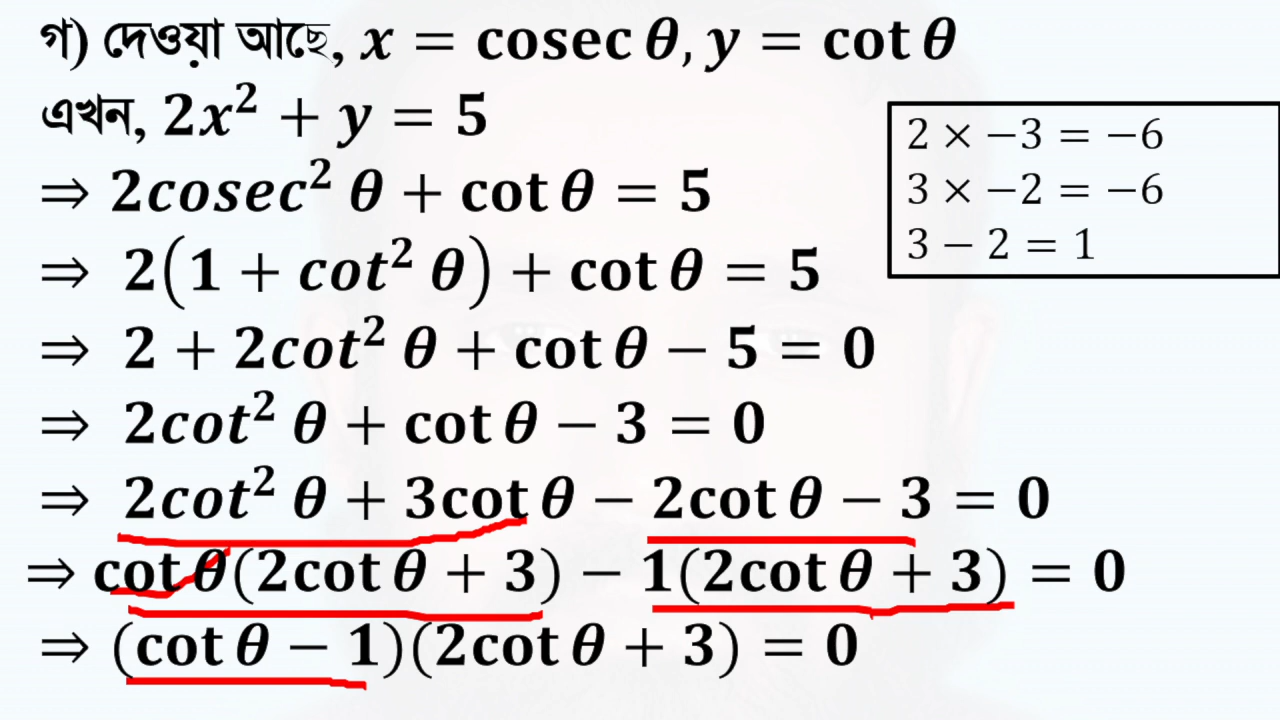 গ) দেওয়া আছে, x = cosec θ, y = cot θ
এখন, 2x² + y = 5
⇒ 2cosec² θ + cot θ = 5
⇒ 2(1 + cot² θ) + cot θ = 5
⇒ 2 + 2cot² θ + cot θ − 5 = 0
⇒ 2cot² θ + cot θ − 3 = 0
⇒ 2cot² θ + 3cot θ − 2cot θ − 3 = 0
⇒ cot θ(2cot θ + 3) − 1(2cot θ + 3) = 0
⇒ (cot θ − 1)(2cot θ + 3) = 0
2 × −3 = −6
3 × −2 = −6
3 − 2 = 1